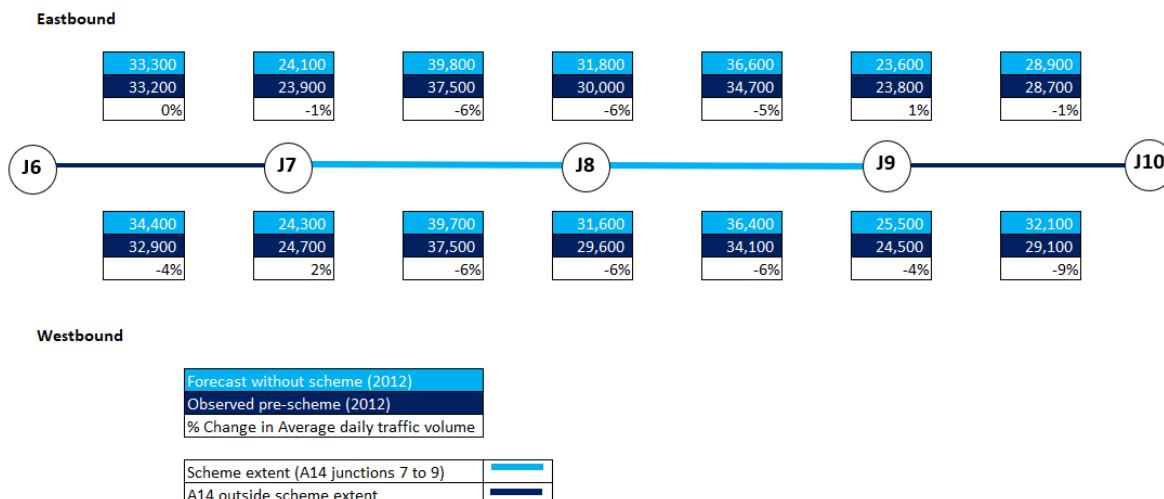 Eastbound
33,300 24,100 39,800 31,800 36,600 23,600 28,900
33,200 23,900 37,500 30,000 34,700 23,800 28,700
0% -1% -6% -6% -5% 1% -1%
J6 J7 J8 J9 J10
34,400 24,300 39,700 31,600 36,400 25,500 32,100
32,900 24,700 37,500 29,600 34,100 24,500 29,100
-4% 2% -6% -6% -6% -4% -9%
Westbound
Forecast without scheme (2012)
Observed pre-scheme (2012)
% Change in Average daily traffic volume
Scheme extent (A14 junctions 7 to 9)
A14 outside scheme extent